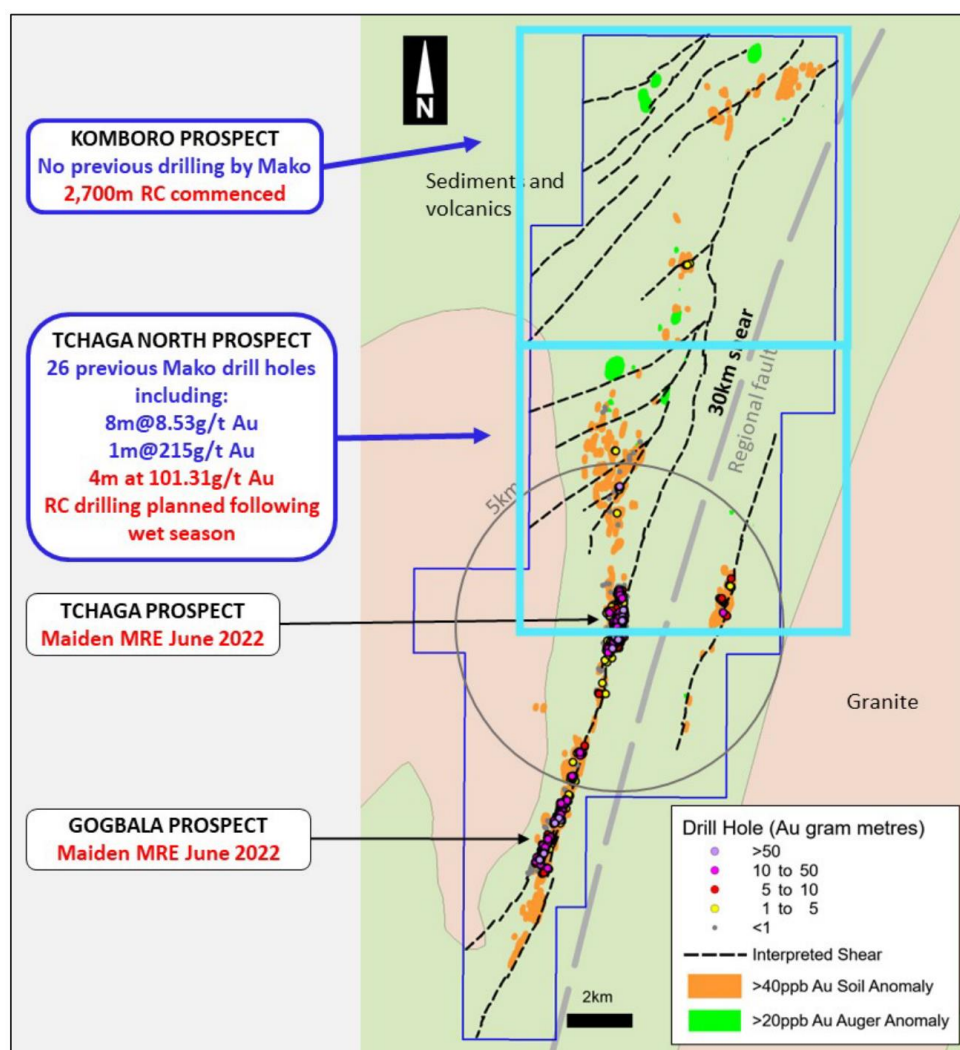 N
KOMBORO PROSPECT
No previous drilling by Mako
2,700m RC commenced
Sediments and
volcanics
TCHAGA NORTH PROSPECT
26 previous Mako drill holes
including:
8m@8.53g/t Au
1m@215g/t Au
4m at 101.31g/t Au
RC drilling planned following
wet season
30km shear
Regional fault
5km
TCHAGA PROSPECT
Maiden MRE June 2022
Granite
GOGBALA PROSPECT
Maiden MRE June 2022
Drill Hole (Au gram metres)
>50
10 to 50
5 to 10
1 to 5
<1
Interpreted Shear
>40ppb Au Soil Anomaly
>20ppb Au Auger Anomaly
2km